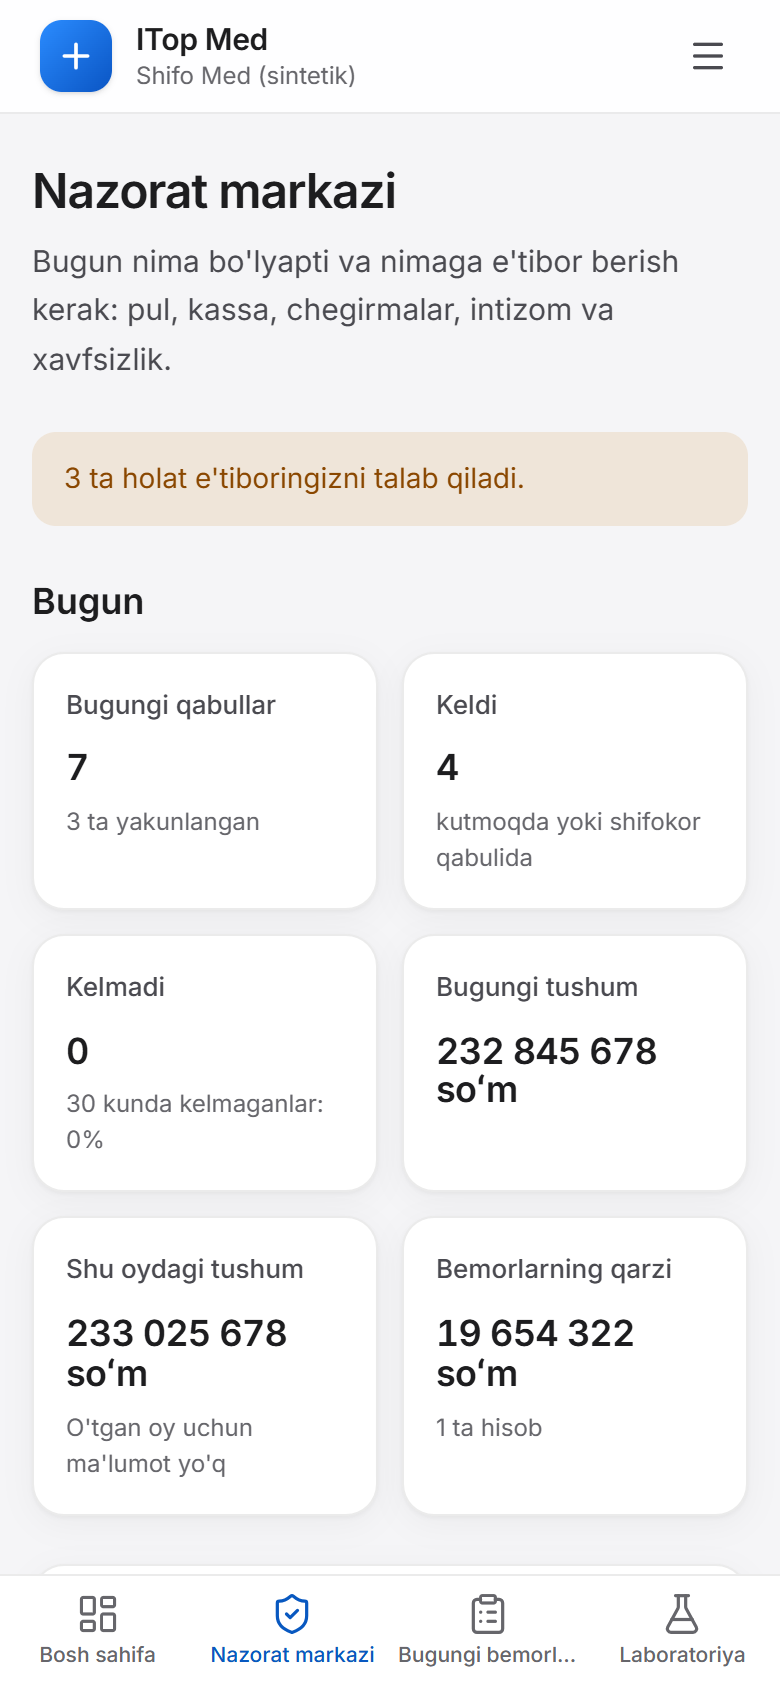 ITop Med
Shifo Med (sintetik)
Nazorat markazi
Bugun nima bo'lyapti va nimaga e'tibor berish
kerak: pul, kassa, chegirmalar, intizom va
xavfsizlik.
3 ta holat e'tiboringizni talab qiladi.
Bugun
Bugungi qabullar
7
3 ta yakunlangan
Keldi
4
kutmoqda yoki shifokor
qabulida
Kelmadi
0
30 kunda kelmaganlar:
0%
Bugungi tushum
232 845 678
soʻm
Shu oydagi tushum
233 025 678
soʻm
O'tgan oy uchun
ma'lumot yo'q
Bemorlarning qarzi
19 654 322
soʻm
1 ta hisob
Bosh sahifa
Nazorat markazi
Bugungi bemorl...
Laboratoriya